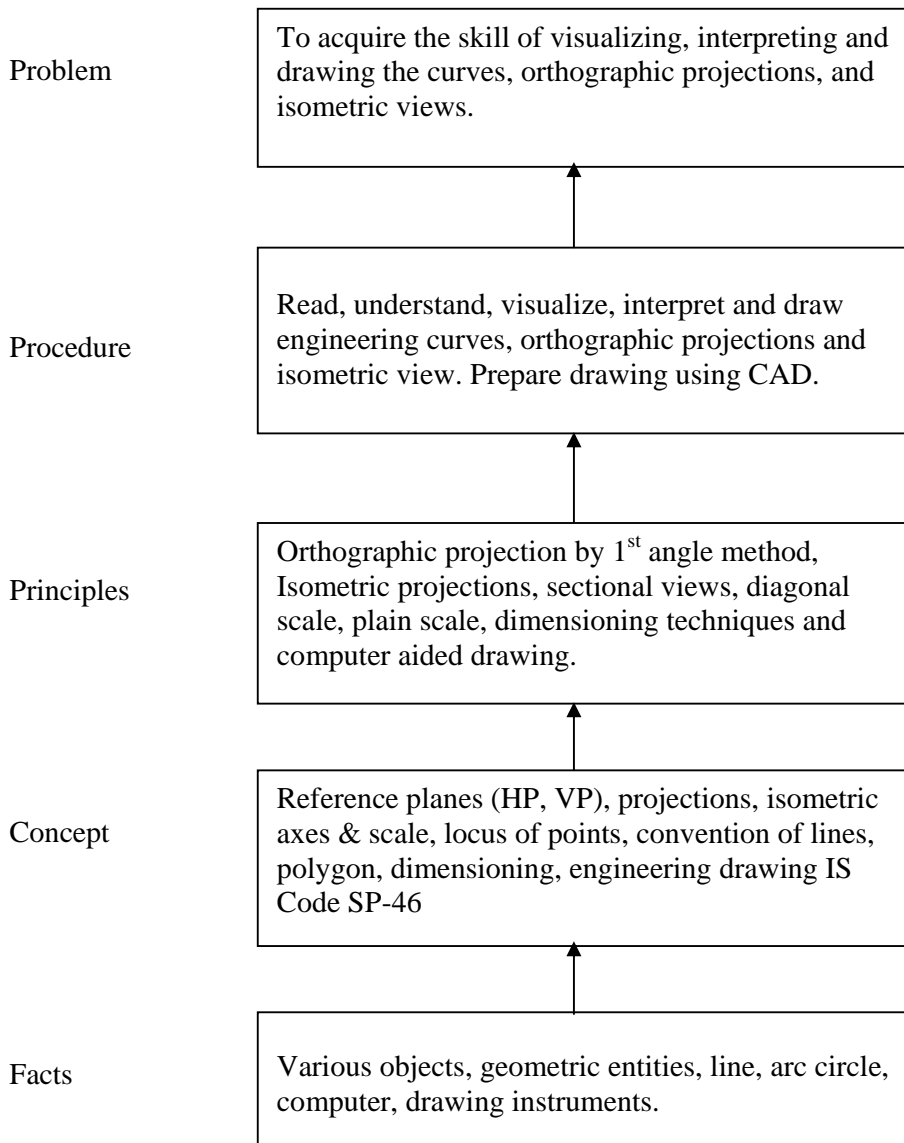 Problem
To acquire the skill of visualizing, interpreting and
drawing the curves, orthographic projections, and
isometric views.
Procedure
Read, understand, visualize, interpret and draw
engineering curves, orthographic projections and
isometric view. Prepare drawing using CAD.
Principles
Orthographic projection by 1st angle method,
Isometric projections, sectional views, diagonal
scale, plain scale, dimensioning techniques and
computer aided drawing.
Concept
Reference planes (HP, VP), projections, isometric
axes & scale, locus of points, convention of lines,
polygon, dimensioning, engineering drawing IS
Code SP-46
Facts
Various objects, geometric entities, line, arc circle,
computer, drawing instruments.